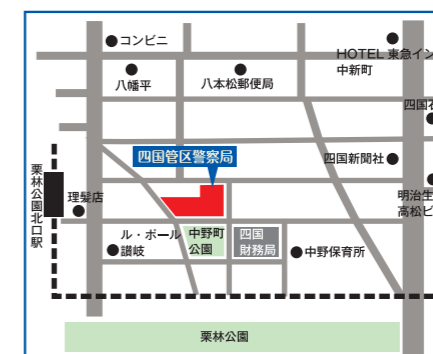 コンビニ
HOTEL 東急イン
中新町
八幡平
八本松郵便局
四国管区警察局
四国新聞社
栗林公園北口駅
理髪店
明治生
高松ビ
ル・ボール
讃岐
中野町
公園
四国
財務局
中野保育所
栗林公園